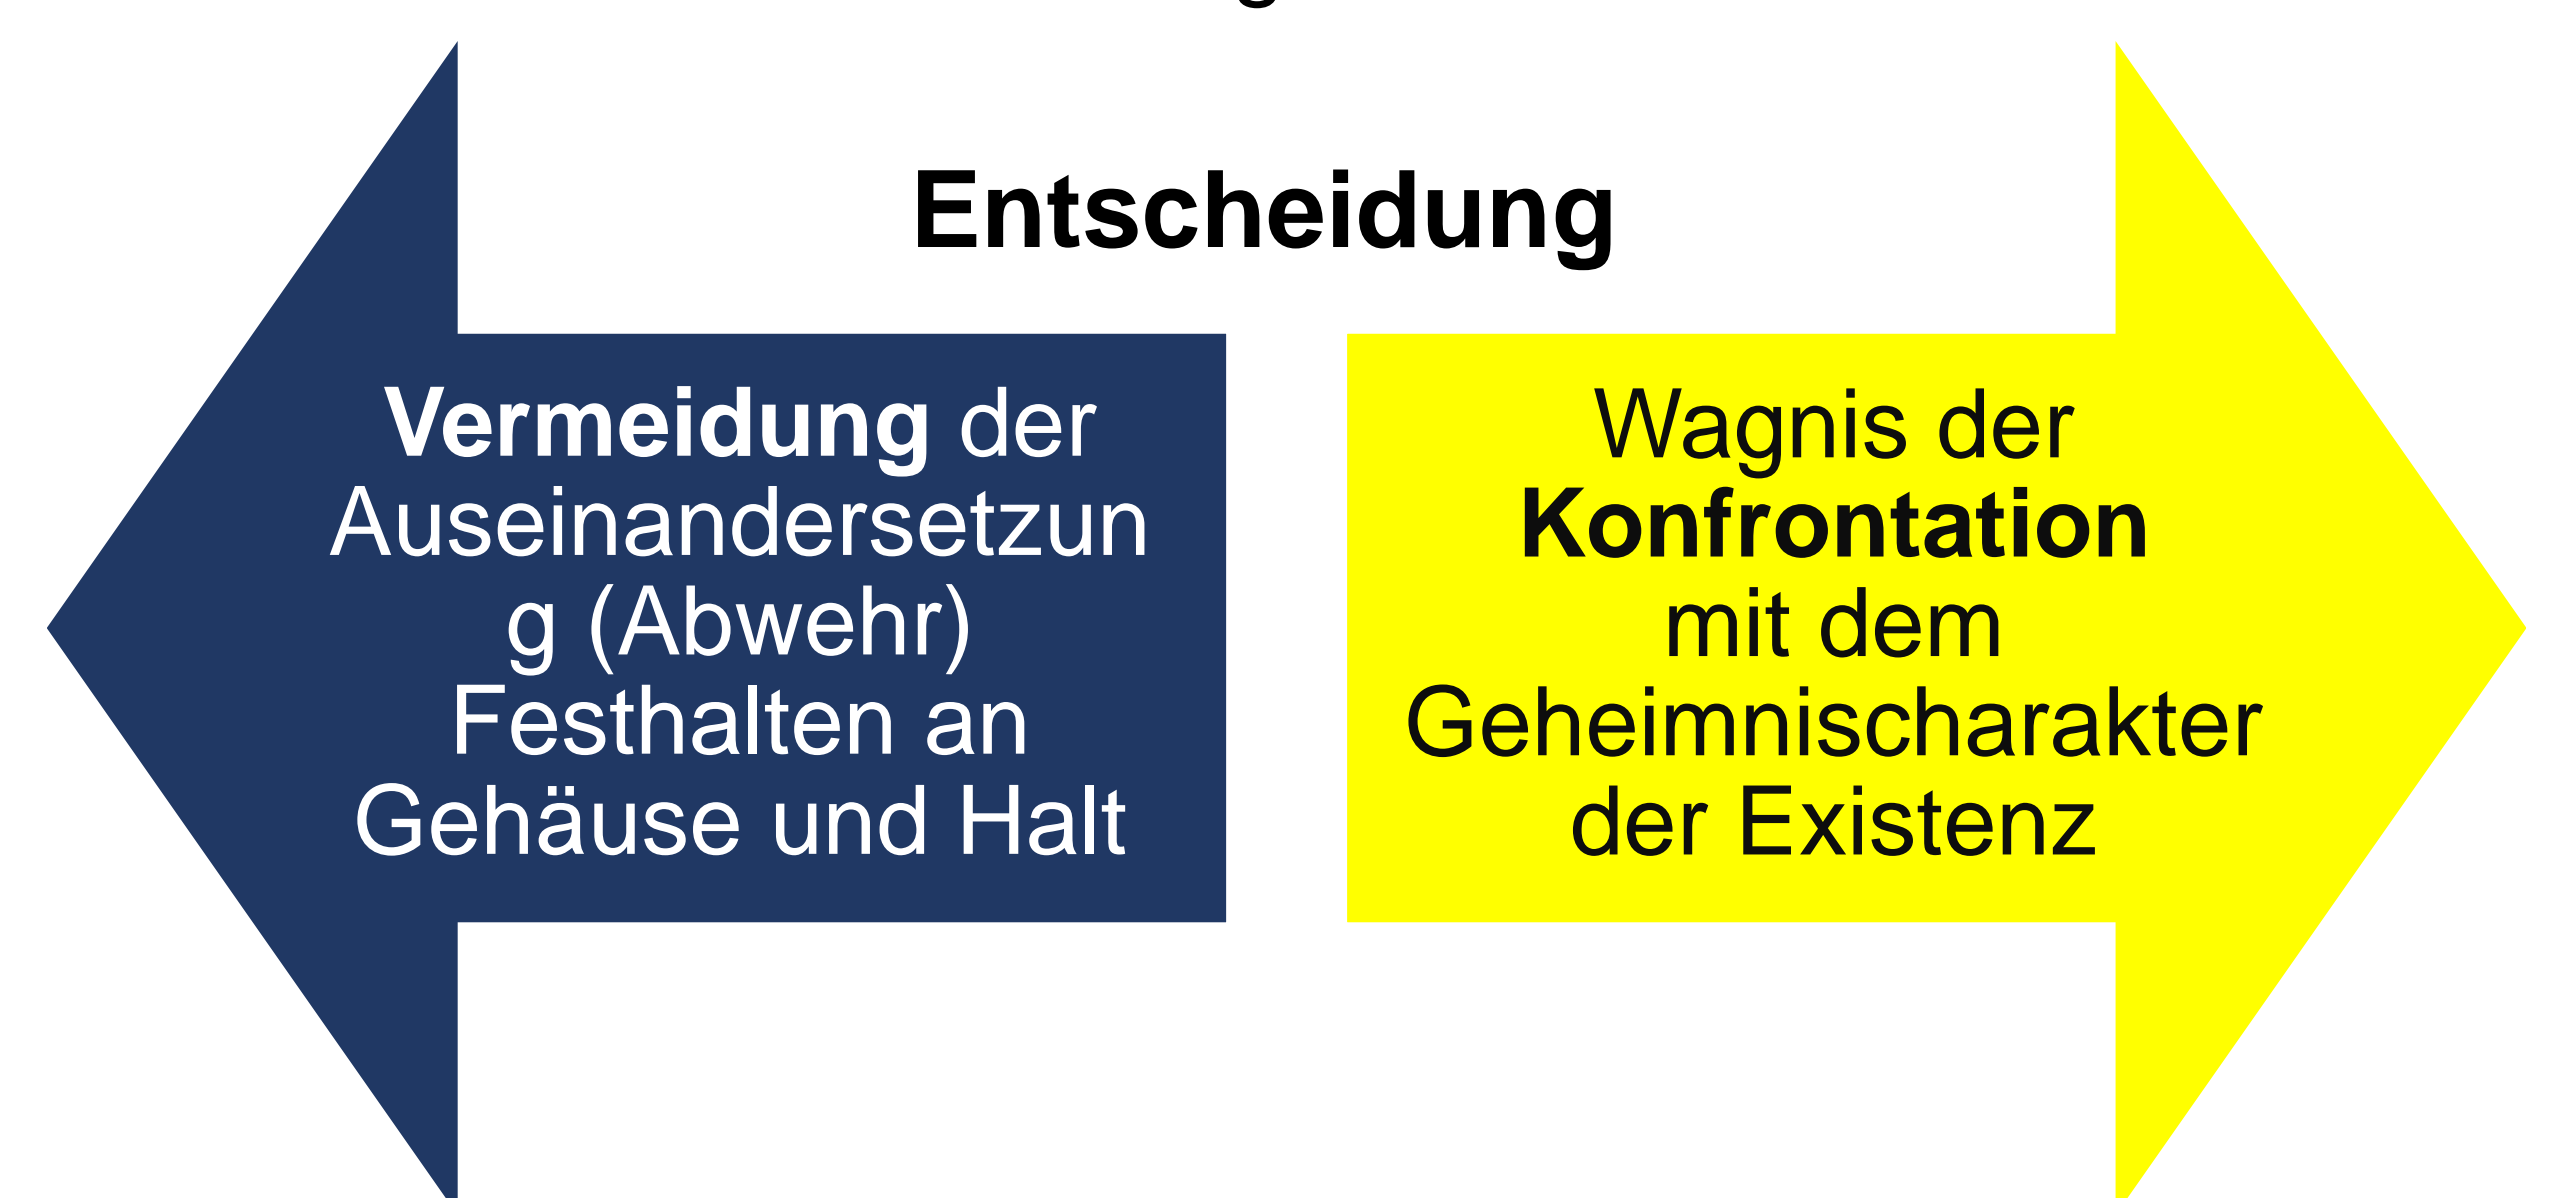 Entscheidung
Vermeidung der
Auseinandersetzun
g (Abwehr)
Festhalten an
Gehäuse und Halt
Wagnis der
Konfrontation
mit dem
Geheimnischarakter
der Existenz